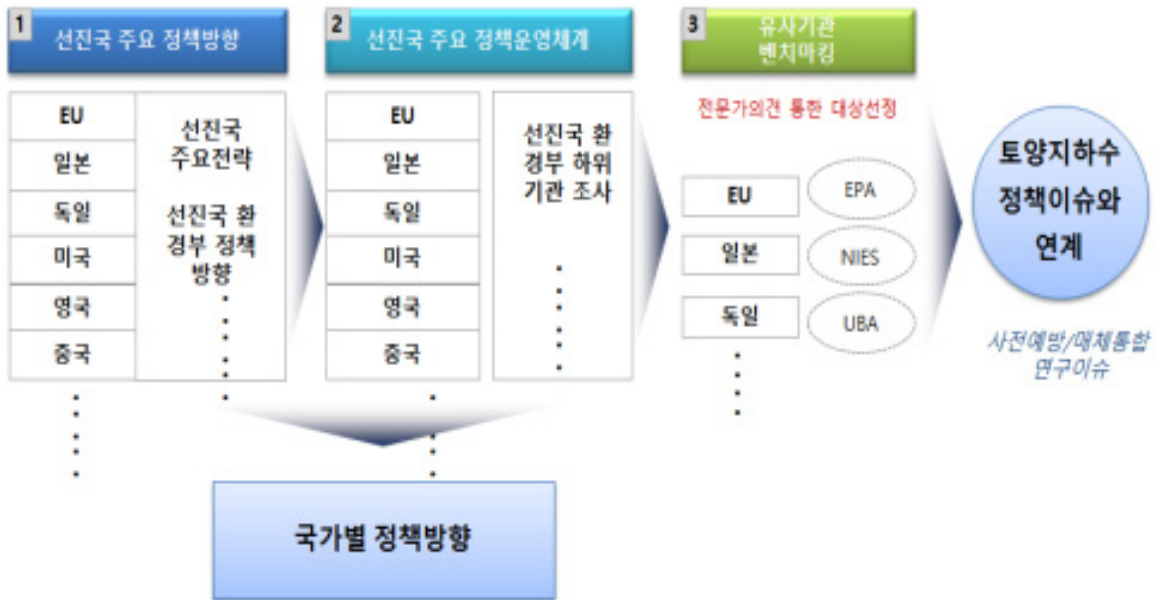 1
선진국 주요 정책방향
EU
일본
독일
미국
영국
중국
선진국
주요전략
선진국 환
경부 정책
방향
2
선진국 주요 정책운영체계
EU
일본
독일
미국
영국
중국
선진국 환
경부 하위
기관 조사
3
유사기관
벤치마킹
전문가의견 통한 대상선정
EU
EPA
일본
NIES
독일
UBA
토양지하수
정책이슈와
연계
사전예방/매체통합
연구이슈
국가별 정책방향